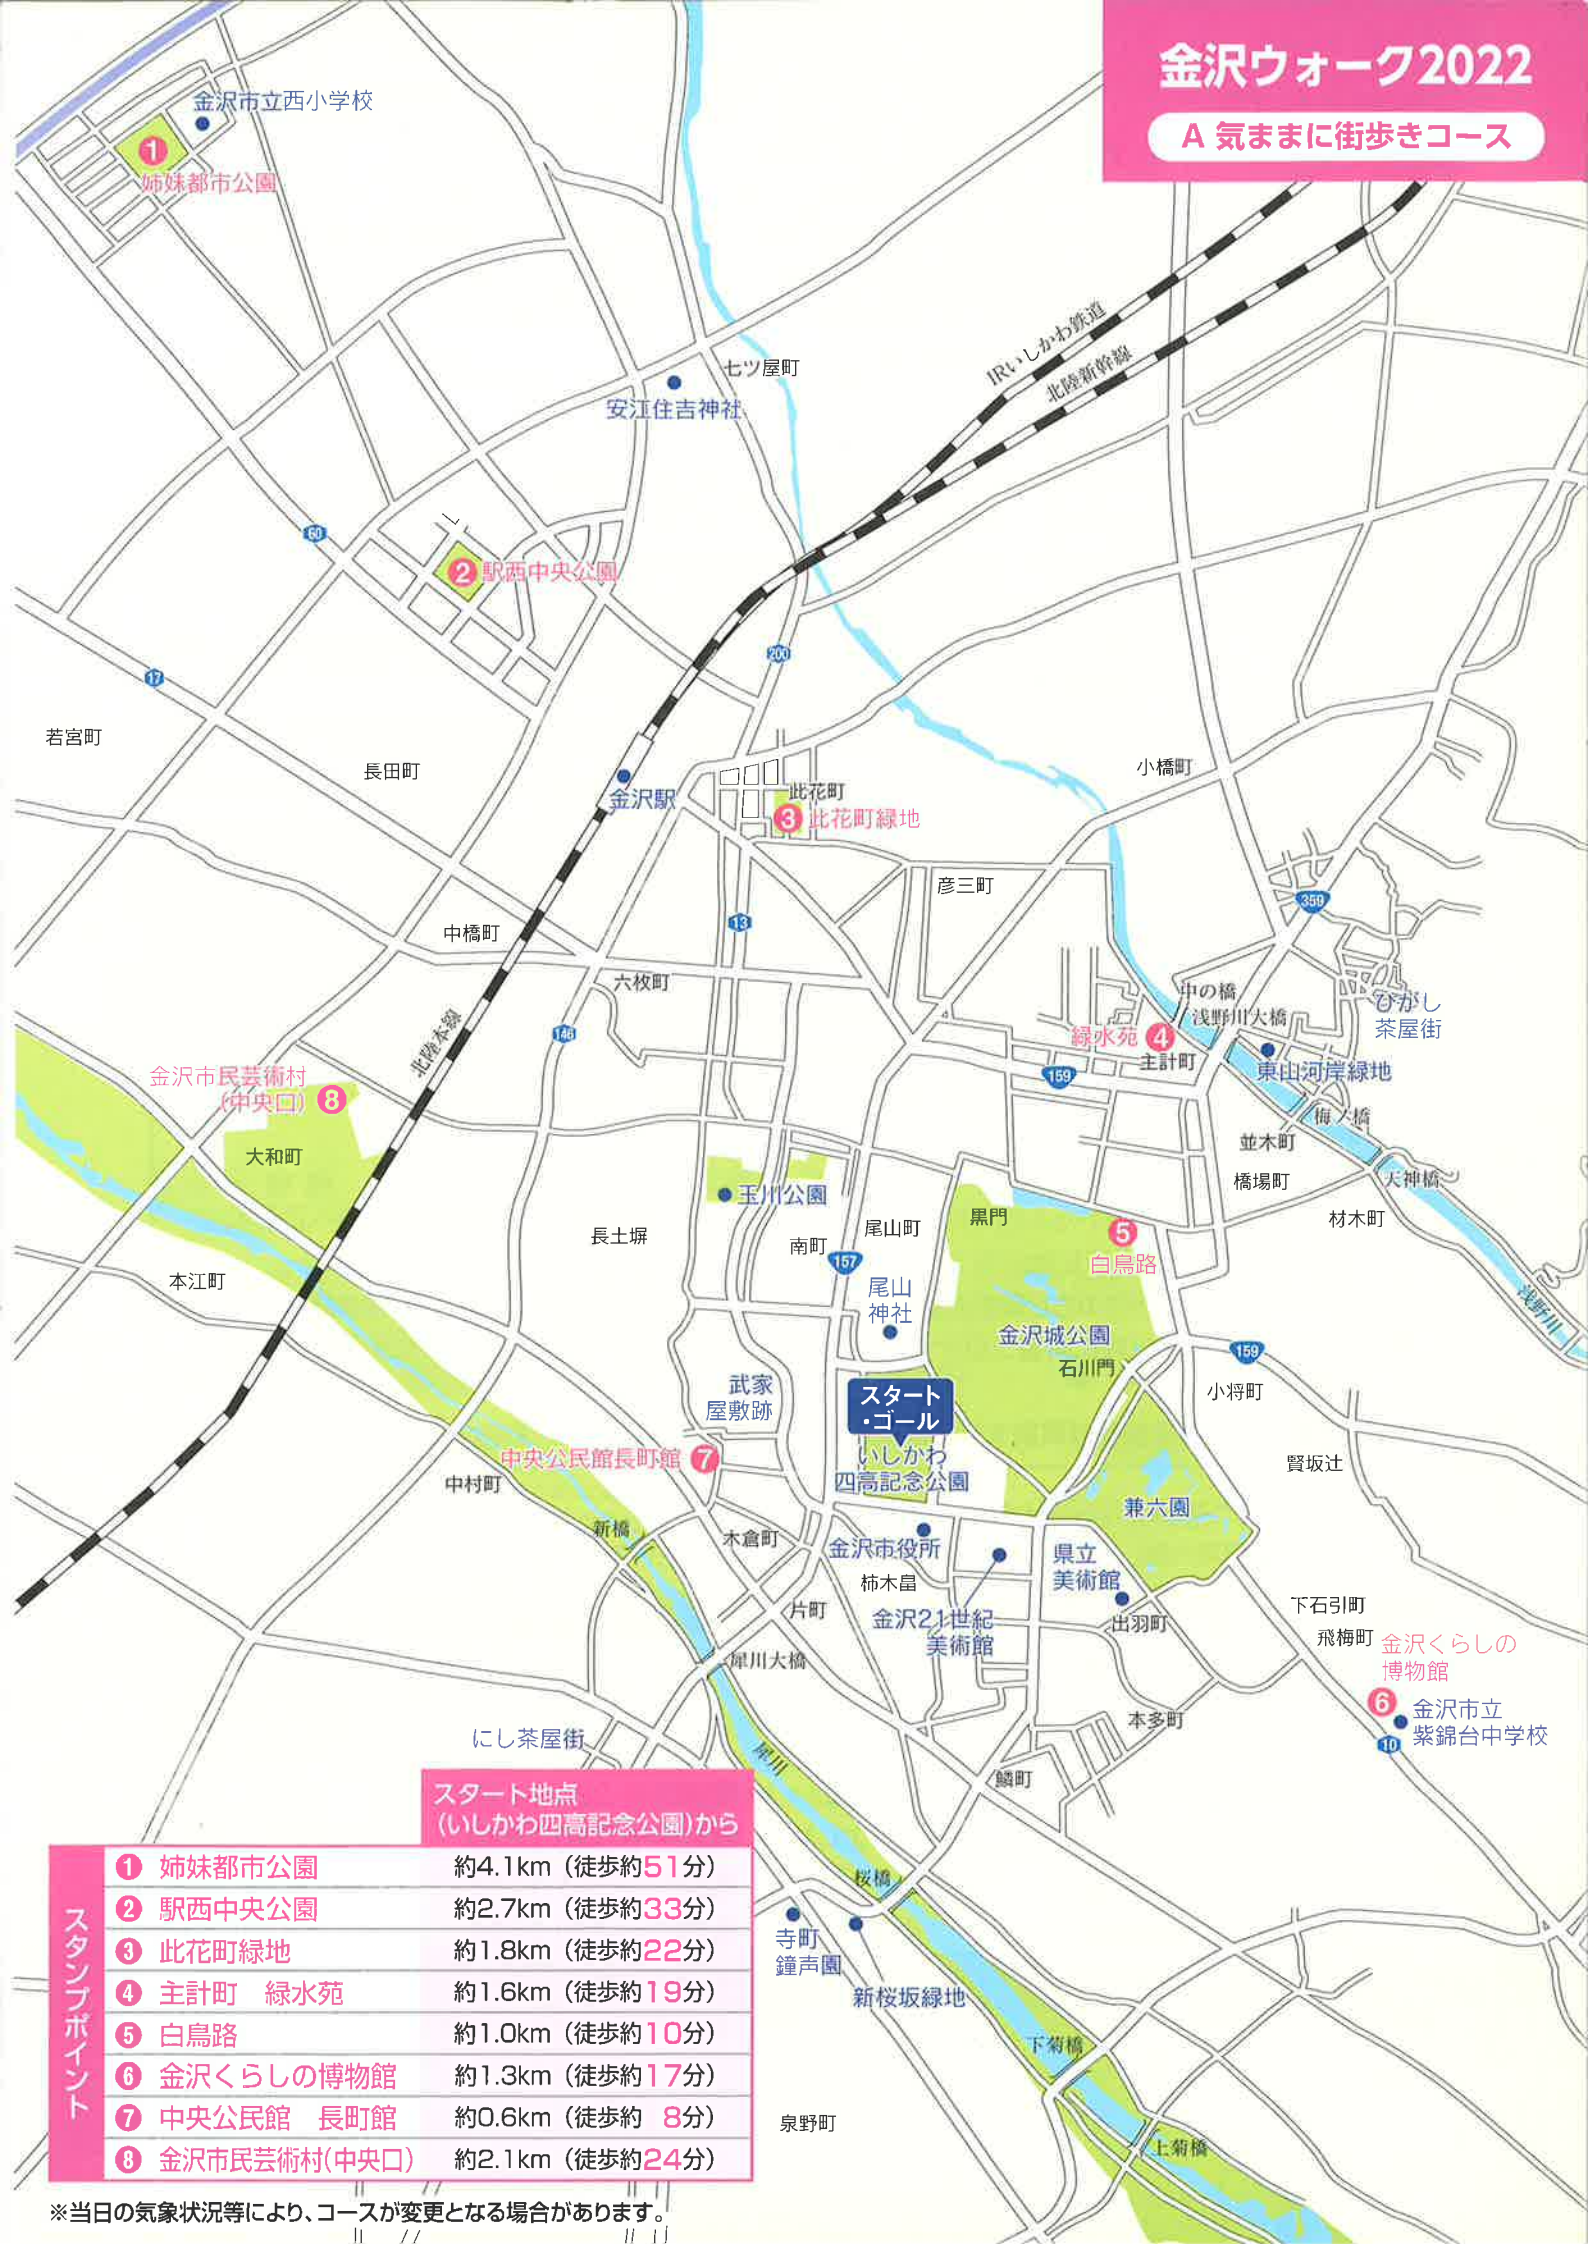 金沢ウォーク2022
A 気ままに街歩きコース
金沢市立西小学校
1
姉妹都市公園
IRいしかわ鉄道
北陸新幹線
七ツ屋町
安江住吉神社
60
2 駅西中央公園
200
17
若宮町
長田町
小橋町
金沢駅
此花町
3 此花町緑地
彦三町
359
13
中橋町
六枚町
中の橋
浅野川大橋
ひがし
茶屋街
146
北陸本線
緑水苑 4
主計町
159
東山河岸緑地
金沢市民芸術村
(中央口) 8
梅ノ橋
並木町
大和町
橋場町
天神橋
玉川公園
材木町
黒門
5
白鳥路
長土塀
南町
尾山町
157
本江町
尾山
神社
浅野川
金沢城公園
石川門
159
小将町
武家
屋敷跡
スタート
・ゴール
いしかわ
四高記念公園
中央公民館長町館 7
賢坂辻
中村町
兼六園
新橋
木倉町
金沢市役所
県立
美術館
柿木畠
片町
金沢21世紀
美術館
出羽町
下石引町
飛梅町
金沢くらしの
博物館
6
金沢市立
紫錦台中学校
10
犀川大橋
本多町
にし茶屋街
犀川
鱗町
桜橋
寺町
鐘声園
新桜坂緑地
下菊橋
泉野町
上菊橋
スタート地点
(いしかわ四高記念公園)から
スタンプポイント
1 姉妹都市公園 約4.1km（徒歩約51分）
2 駅西中央公園 約2.7km（徒歩約33分）
3 此花町緑地 約1.8km（徒歩約22分）
4 主計町　緑水苑 約1.6km（徒歩約19分）
5 白鳥路 約1.0km（徒歩約10分）
6 金沢くらしの博物館 約1.3km（徒歩約17分）
7 中央公民館　長町館 約0.6km（徒歩約　8分）
8 金沢市民芸術村(中央口) 約2.1km（徒歩約24分）
※当日の気象状況等により、コースが変更となる場合があります。